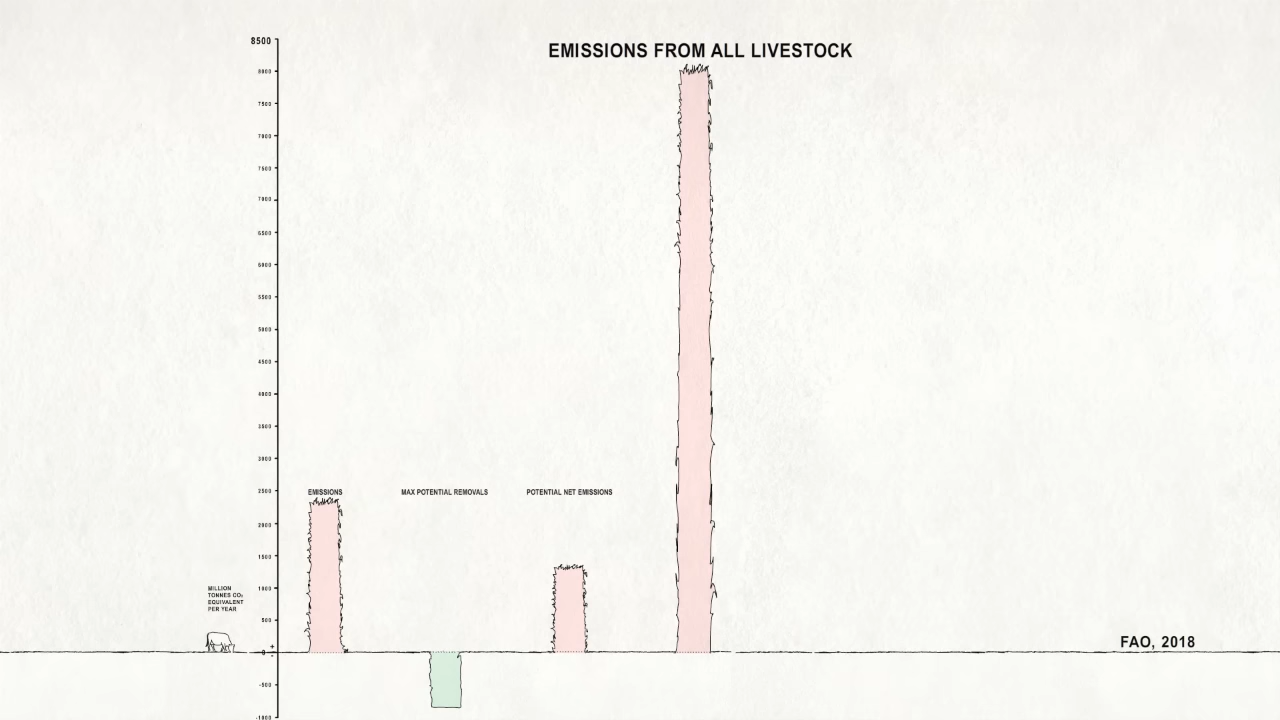 EMISSIONS FROM ALL LIVESTOCK
8500
8000
7500
7000
7500
7000
6500
6000
5500
5000
4500
4000
3500
3000
2500
2000
1500
1000
500
+
0
-
-500
-1000
EMISSIONS
MAX POTENTIAL REMOVALS
POTENTIAL NET EMISSIONS
MILLION
TONNES CO₂
EQUIVALENT
PER YEAR
FAO, 2018